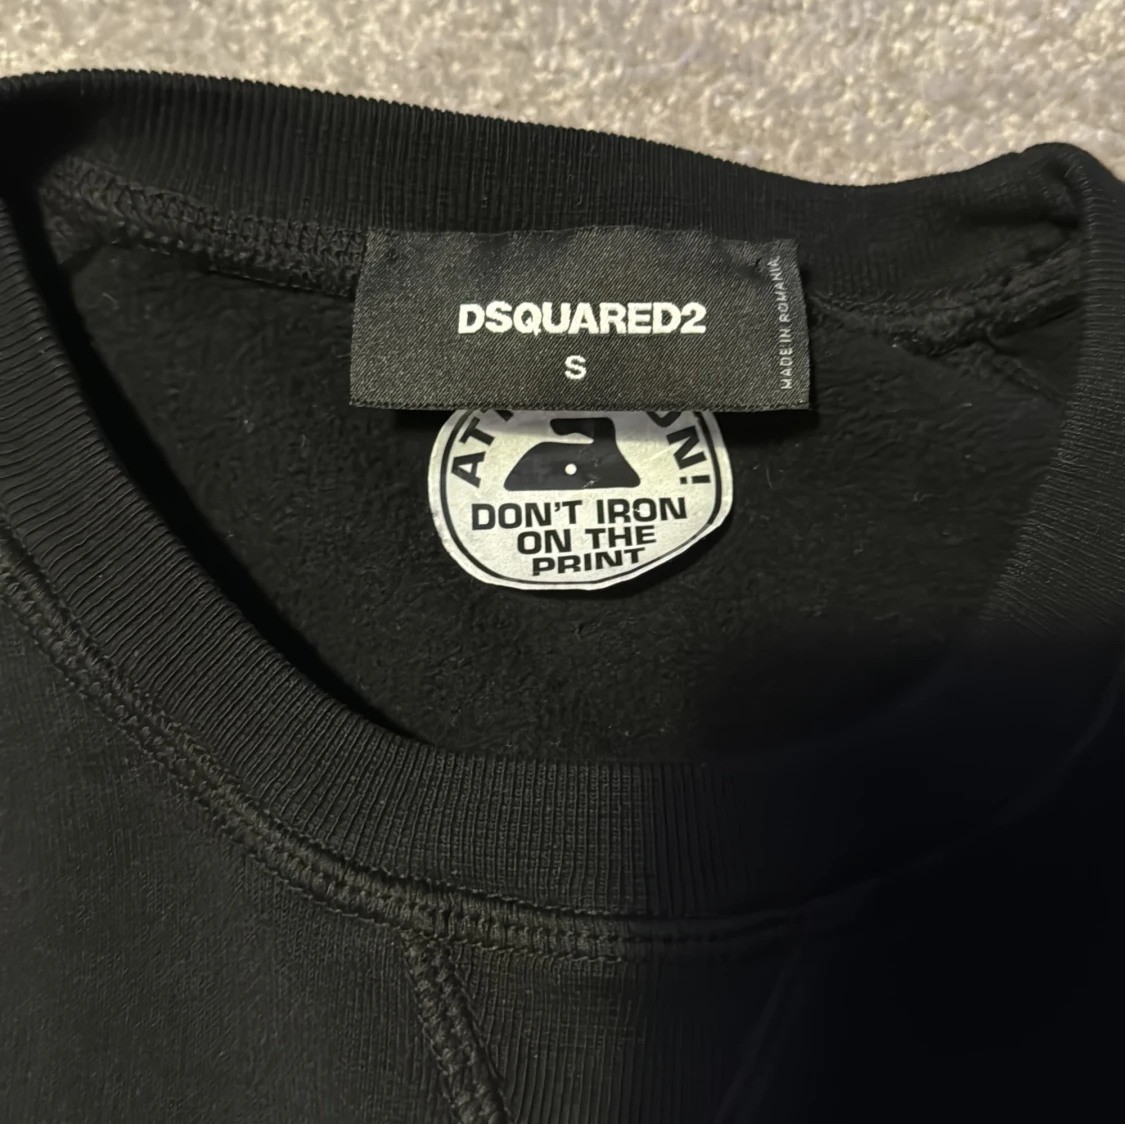 DSQUARED2
S
MADE IN ROMANIA
DON'T IRON
ON THE
PRINT